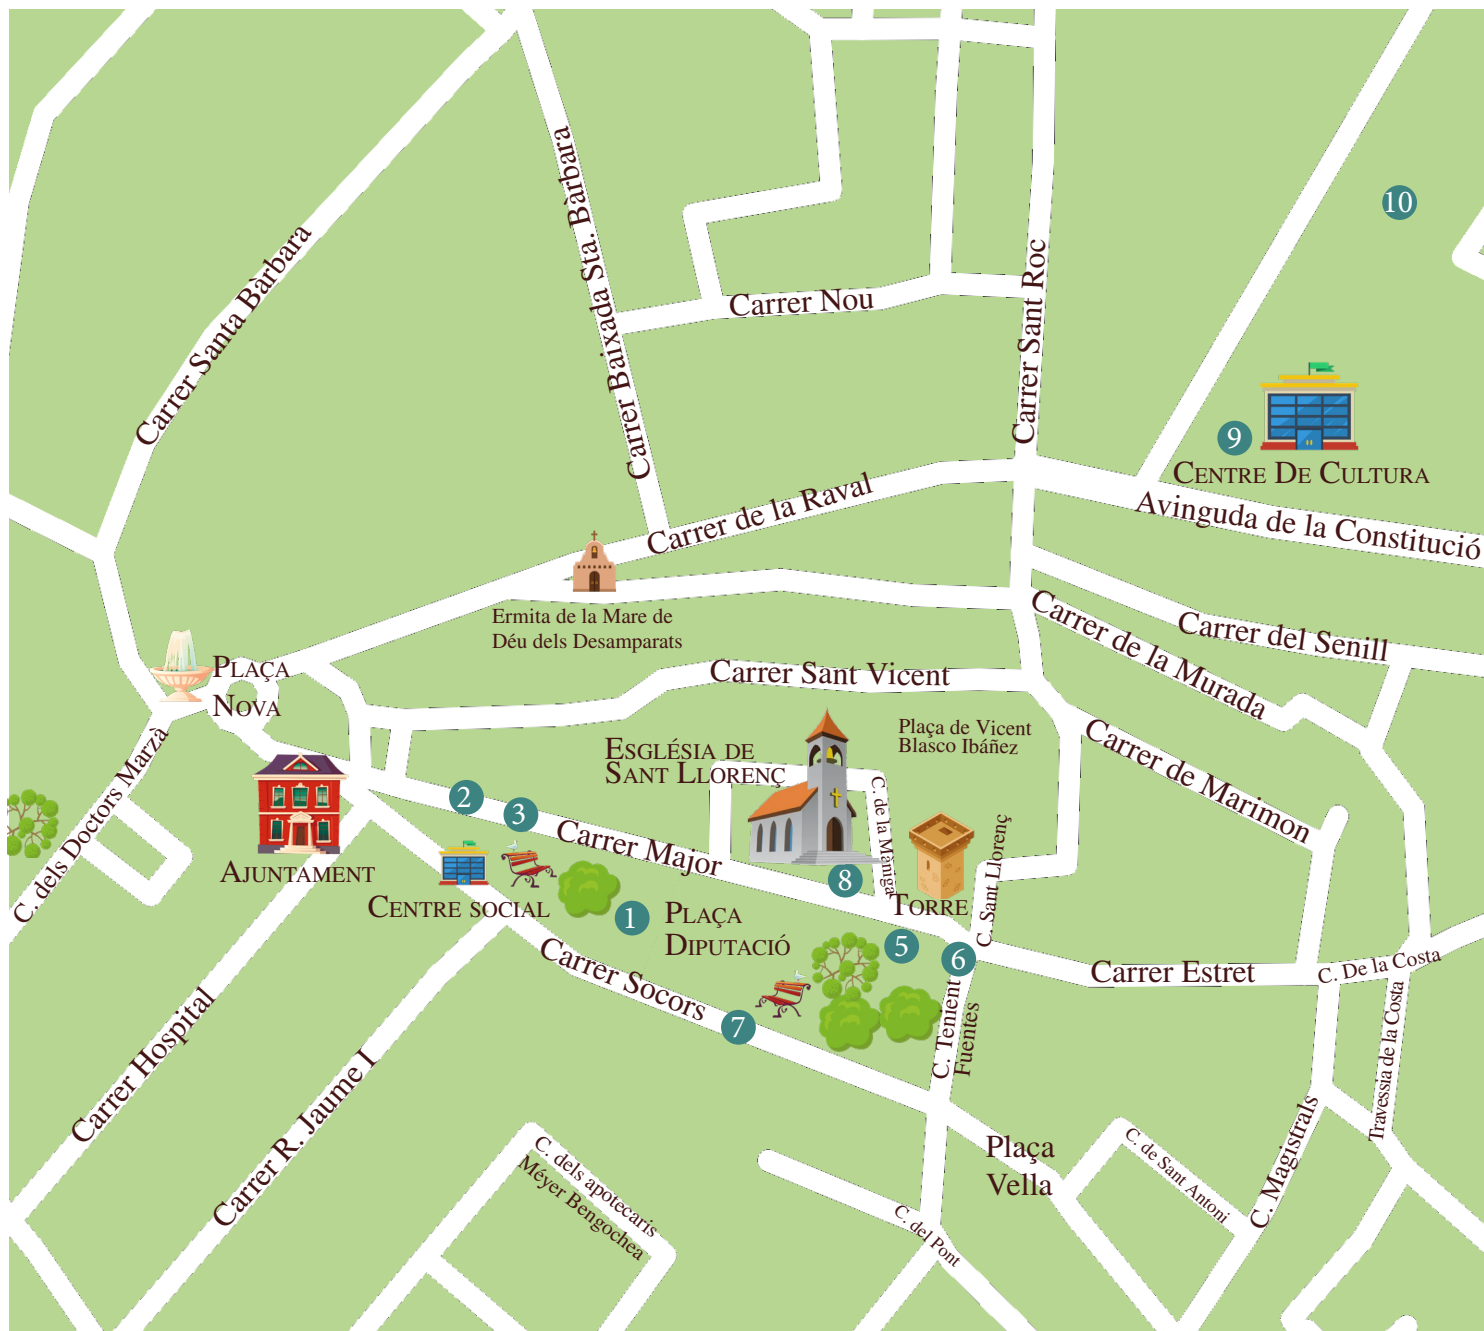 10
Carrer Baixada Sta. Bàrbara
Carrer Santa Bàrbara
Carrer Nou
Carrer Sant Roc
9
Centre De Cultura
Carrer de la Raval
Avinguda de la Constitució
Ermita de la Mare de
Déu dels Desamparats
Carrer de la Murada
Carrer del Senill
Plaça
Nova
Carrer Sant Vicent
Plaça de Vicent
Blasco Ibáñez
Església de
Sant Llorenç
Carrer de Marimon
C. dels Doctors Marzà
2
3
Carrer Major
C. de la Màniga
C. Sant Llorenç
Ajuntament
8
Torre
Centre social
1
Plaça
Diputació
5
6
Carrer Estret
C. De la Costa
Carrer Socors
7
C. Tenient
Fuentes
Travessia de la Costa
Carrer Hospital
Carrer R. Jaume I
Plaça
Vella
C. de Sant Antoni
C. Magistrals
C. dels apotecaris
Méyer Bengochea
C. del Pont